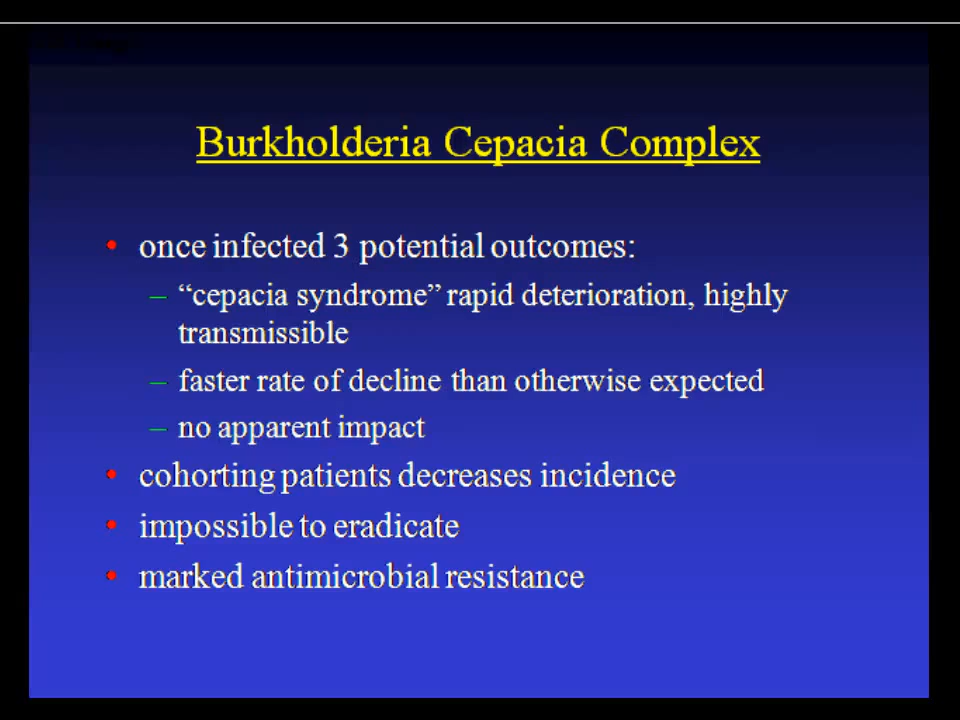 Burkholderia Cepacia Complex
• once infected 3 potential outcomes:
– “cepacia syndrome” rapid deterioration, highly
transmissible
– faster rate of decline than otherwise expected
– no apparent impact
• cohorting patients decreases incidence
• impossible to eradicate
• marked antimicrobial resistance